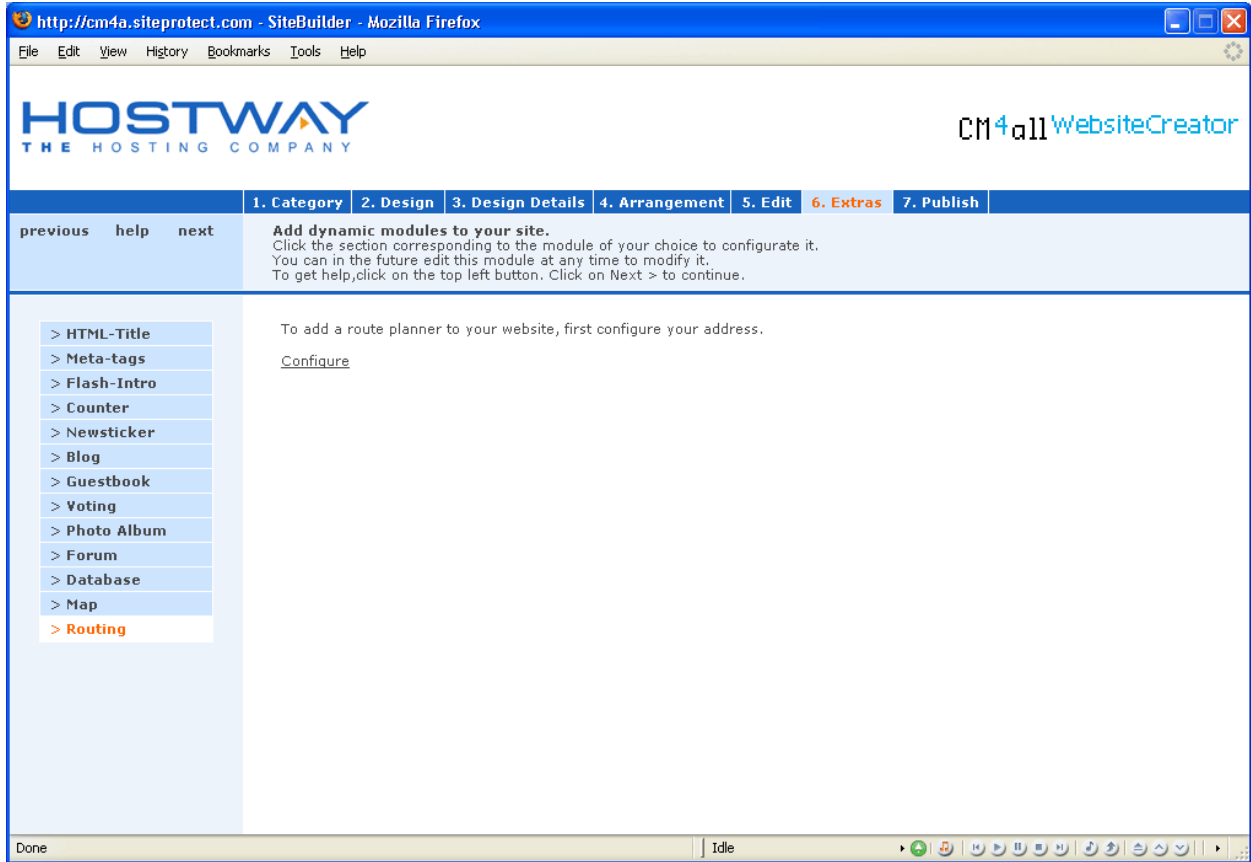 http://cm4a.siteprotect.com - SiteBuilder - Mozilla Firefox
File Edit View History Bookmarks Tools Help
HOSTWAY
THE HOSTING COMPANY
CM4all WebsiteCreator
1. Category 2. Design 3. Design Details 4. Arrangement 5. Edit 6. Extras 7. Publish
previous help next
Add dynamic modules to your site.
Click the section corresponding to the module of your choice to configurate it.
You can in the future edit this module at any time to modify it.
To get help,click on the top left button. Click on Next > to continue.
> HTML-Title
> Meta-tags
> Flash-Intro
> Counter
> Newsticker
> Blog
> Guestbook
> Voting
> Photo Album
> Forum
> Database
> Map
> Routing
To add a route planner to your website, first configure your address.
Configure
Done
Idle